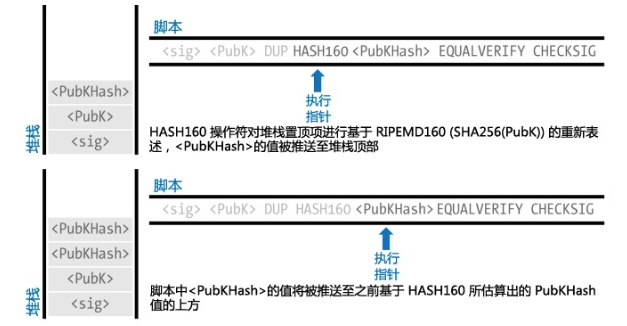 脚本
<sig> <PubK> DUP HASH160 <PubKHash> EQUALVERIFY CHECKSIG
执行
指针
<PubKHash>
<PubK>
<sig>
堆栈
HASH160 操作符对堆栈置顶项进行基于 RIPEMD160 (SHA256(PubK)) 的重新表
述，<PubKHash>的值被推送至堆栈顶部
脚本
<sig> <PubK> DUP HASH160 <PubKHash> EQUALVERIFY CHECKSIG
执行
指针
<PubKHash>
<PubKHash>
<PubK>
<sig>
堆栈
脚本中<PubKHash>的值将被推送至之前基于 HASH160 所估算出的 PubKHash
值的上方